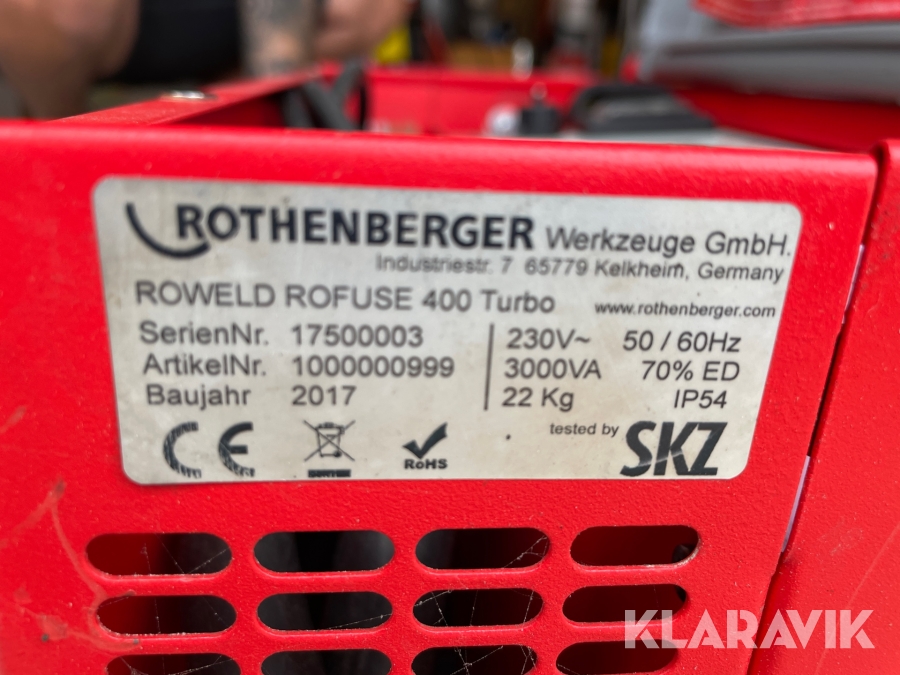 ROTHENBERGER Werkzeuge GmbH.
Industriestr. 7 65779 Kelkheim, Germany
ROWELD ROFUSE 400 Turbo www.rothenberger.com
SerienNr. 17500003 230V~ 50 / 60Hz
ArtikelNr. 1000000999 3000VA 70% ED
Baujahr 2017 22 Kg IP54
CE RoHS tested by SKZ
KLARAVIK